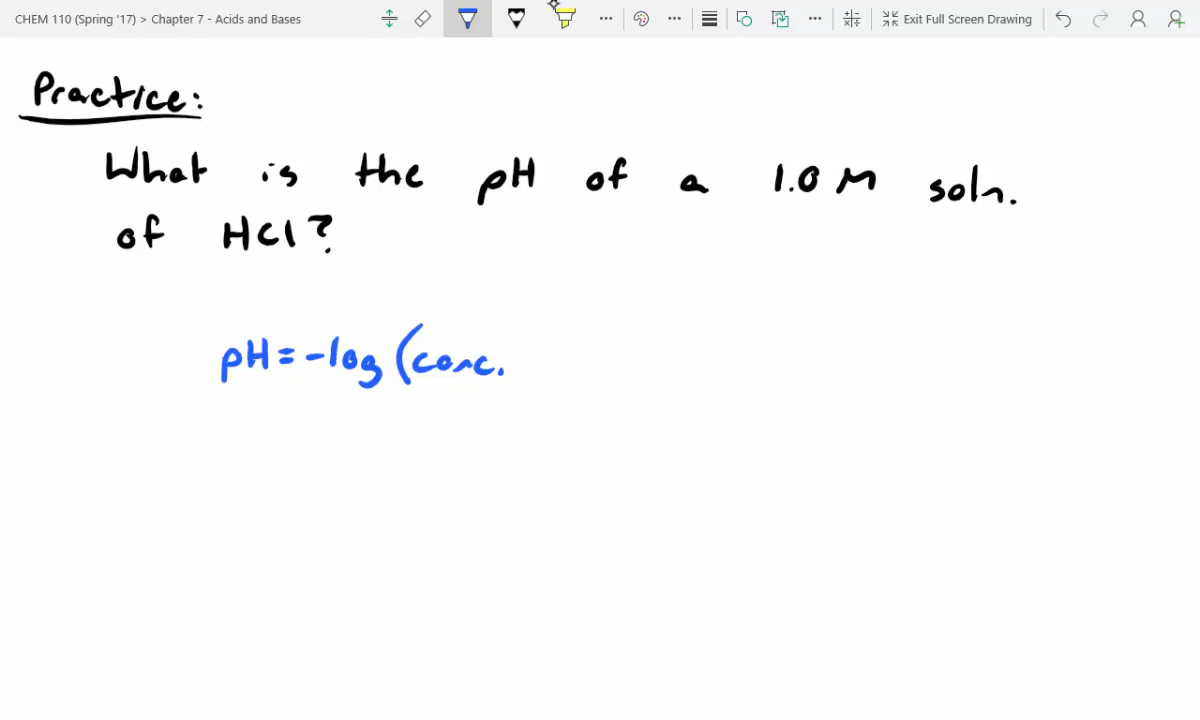 CHEM 110 (Spring '17) > Chapter 7 - Acids and Bases
Exit Full Screen Drawing
Practice:
What is the pH of a 1.0 M soln.
of HCl?
pH = -log (conc.